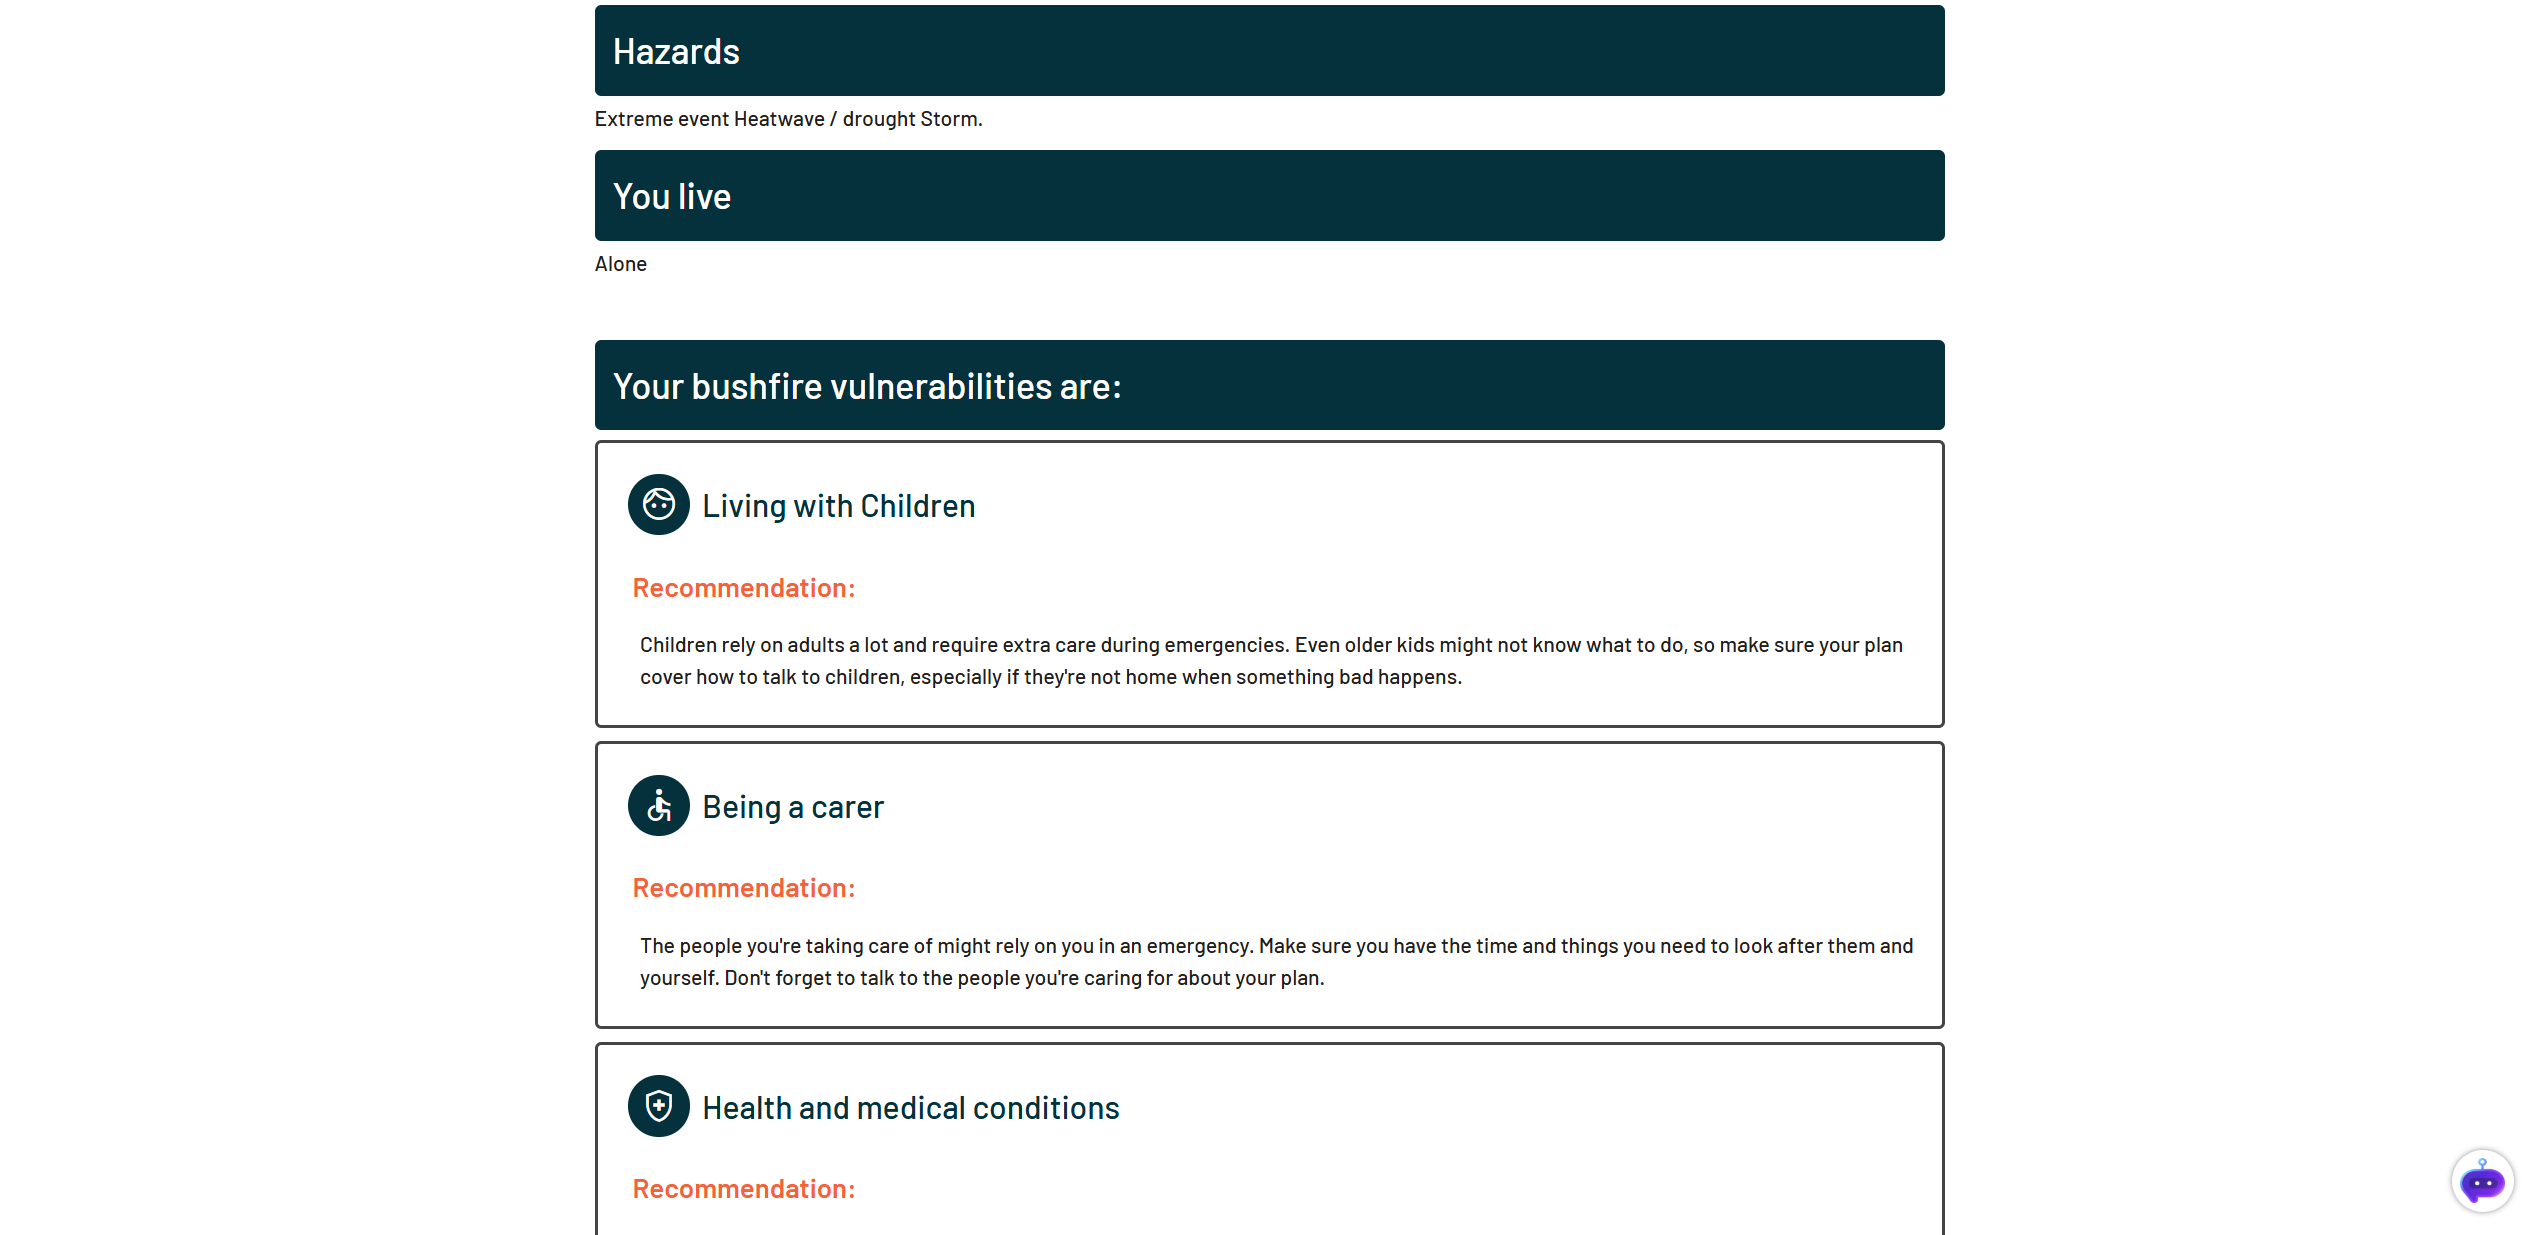 Hazards
Extreme event Heatwave / drought Storm.
You live
Alone
Your bushfire vulnerabilities are:
Living with Children
Recommendation:
Children rely on adults a lot and require extra care during emergencies. Even older kids might not know what to do, so make sure your plan
cover how to talk to children, especially if they're not home when something bad happens.
Being a carer
Recommendation:
The people you're taking care of might rely on you in an emergency. Make sure you have the time and things you need to look after them and
yourself. Don't forget to talk to the people you're caring for about your plan.
Health and medical conditions
Recommendation: